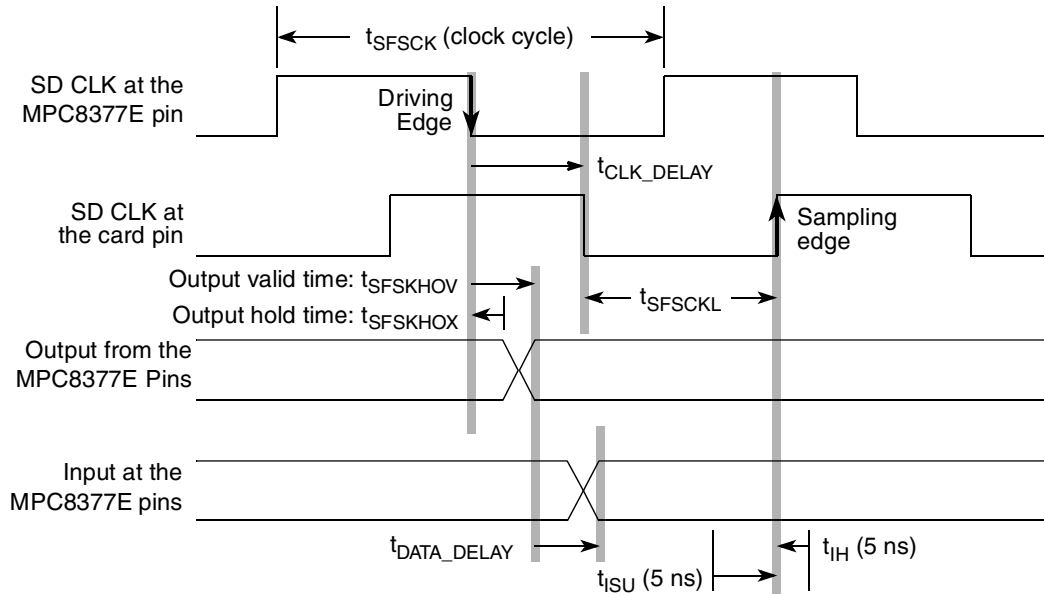 tSFSCK (clock cycle)
SD CLK at the
MPC8377E pin
Driving
Edge
tCLK_DELAY
SD CLK at
the card pin
Sampling
edge
Output valid time: tSFSKHOV
tSFSCKL
Output hold time: tSFSKHOX
Output from the
MPC8377E Pins
Input at the
MPC8377E pins
tDATA_DELAY
tIH (5 ns)
tISU (5 ns)